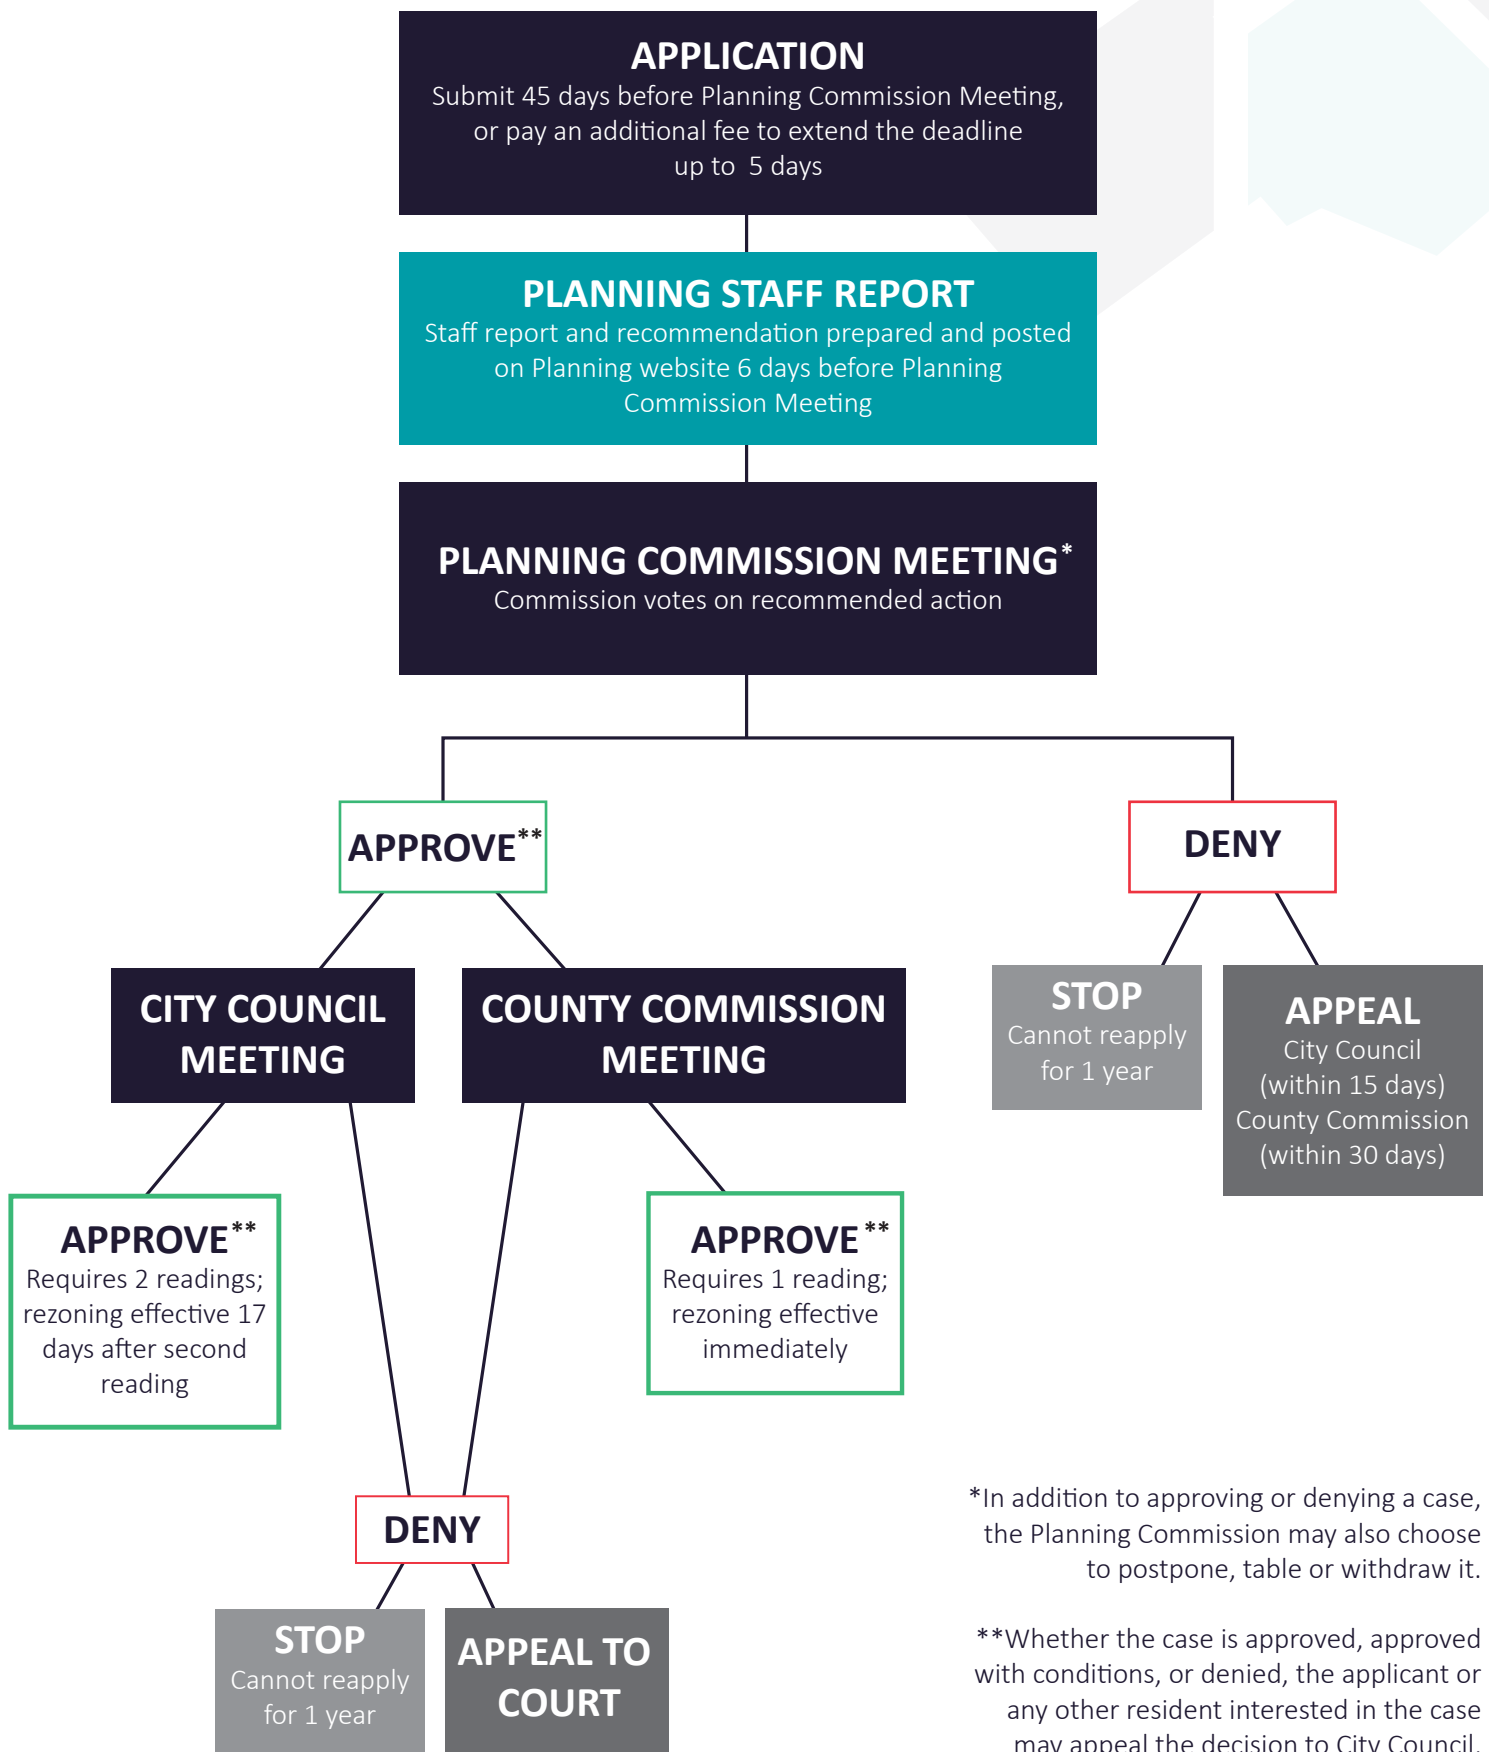 APPLICATION
Submit 45 days before Planning Commission Meeting,
or pay an additional fee to extend the deadline
up to 5 days
PLANNING STAFF REPORT
Staff report and recommendation prepared and posted
on Planning website 6 days before Planning
Commission Meeting
PLANNING COMMISSION MEETING*
Commission votes on recommended action
APPROVE**
DENY
CITY COUNCIL
MEETING
COUNTY COMMISSION
MEETING
STOP
Cannot reapply
for 1 year
APPEAL
City Council
(within 15 days)
County Commission
(within 30 days)
APPROVE**
Requires 2 readings;
rezoning effective 17
days after second
reading
APPROVE**
Requires 1 reading;
rezoning effective
immediately
DENY
STOP
Cannot reapply
for 1 year
APPEAL TO
COURT
*In addition to approving or denying a case,
the Planning Commission may also choose
to postpone, table or withdraw it.
**Whether the case is approved, approved
with conditions, or denied, the applicant or
any other resident interested in the case
may appeal the decision to City Council.